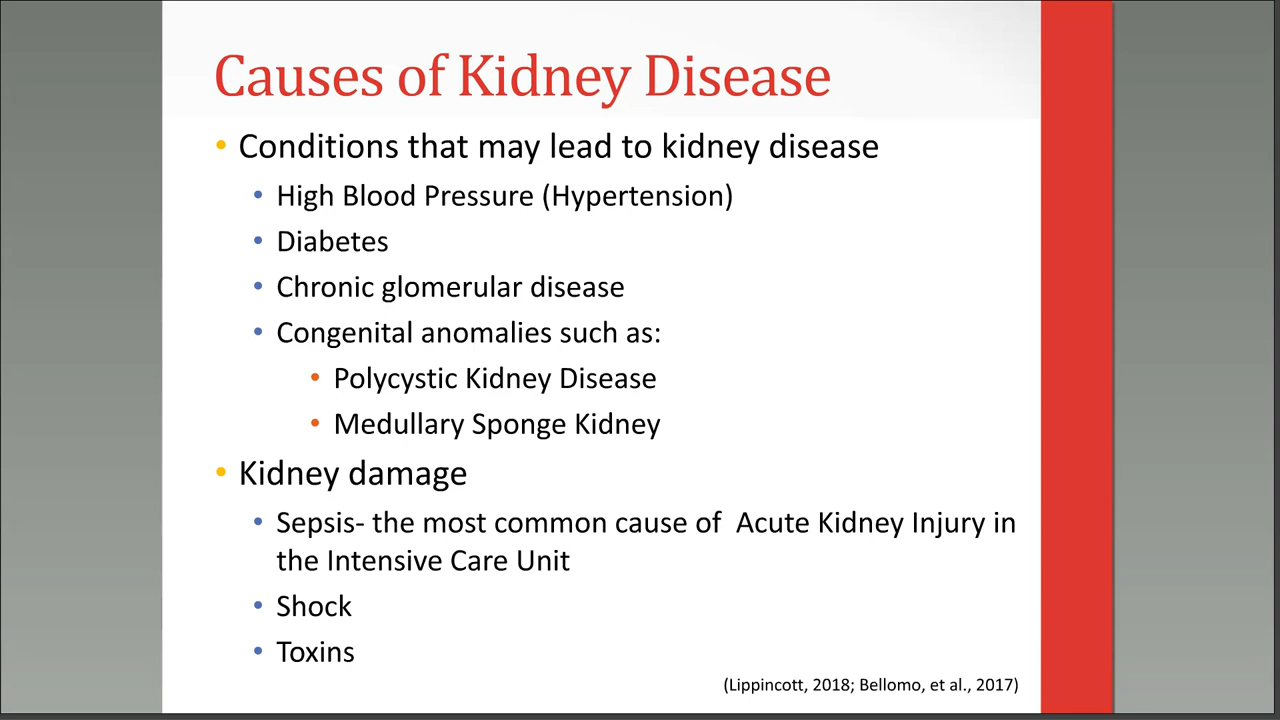 Causes of Kidney Disease
• Conditions that may lead to kidney disease
• High Blood Pressure (Hypertension)
• Diabetes
• Chronic glomerular disease
• Congenital anomalies such as:
• Polycystic Kidney Disease
• Medullary Sponge Kidney
• Kidney damage
• Sepsis- the most common cause of  Acute Kidney Injury in
the Intensive Care Unit
• Shock
• Toxins
(Lippincott, 2018; Bellomo, et al., 2017)